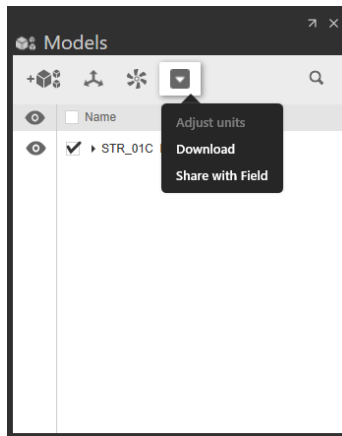 Models
Name
Adjust units
STR_01C
Download
Share with Field